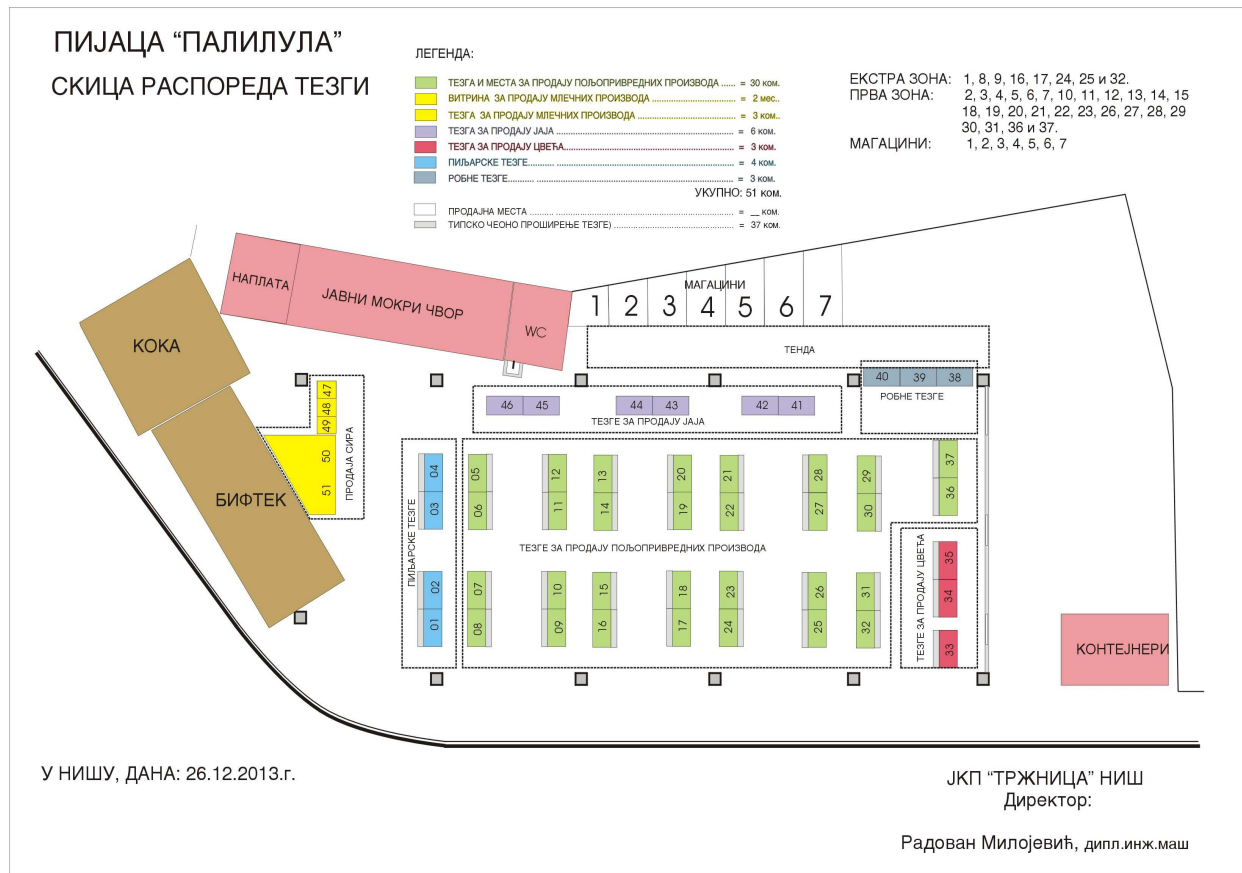 ПИЈАЦА “ПАЛИЛУЛА”
СКИЦА РАСПОРЕДА ТЕЗГИ
ЛЕГЕНДА:
ТЕЗГА И МЕСТА ЗА ПРОДАЈУ ПОЉОПРИВРЕДНИХ ПРОИЗВОДА ..... = 30 ком.
ВИТРИНА ЗА ПРОДАЈУ МЛЕЧНИХ ПРОИЗВОДА ............................ = 2 мес..
ТЕЗГА ЗА ПРОДАЈУ МЛЕЧНИХ ПРОИЗВОДА ................................ = 3 ком..
ТЕЗГА ЗА ПРОДАЈУ ЈАЈА ........................................................ = 6 ком.
ТЕЗГА ЗА ПРОДАЈУ ЦВЕЋА..................................................... = 3 ком.
ПИЉАРСКЕ ТЕЗГЕ........ ..................................................... = 4 ком.
РОБНЕ ТЕЗГЕ.......... ......................................................... = 3 ком.
УКУПНО: 51 ком.
ПРОДАЈНА МЕСТА ........ ..................................................... = __ ком.
ТИПСКО ЧЕОНО ПРОШИРЕЊЕ ТЕЗГЕ) ...................................... = 37 ком.
ЕКСТРА ЗОНА: 1, 8, 9, 16, 17, 24, 25 и 32.
ПРВА ЗОНА: 2, 3, 4, 5, 6, 7, 10, 11, 12, 13, 14, 15
18, 19, 20, 21, 22, 23, 26, 27, 28, 29
30, 31, 36 и 37.
МАГАЦИНИ: 1, 2, 3, 4, 5, 6, 7
НАПЛАТА
ЈАВНИ МОКРИ ЧВОР
WC
МАГАЦИНИ
1 2 3 4 5 6 7
ТЕНДА
КОКА
БИФТЕК
47
48
49
50
51
ПРОДАЈА СИРА
46 45 44 43 42 41
ТЕЗГЕ ЗА ПРОДАЈУ ЈАЈА
40 39 38
РОБНЕ ТЕЗГЕ
ПИЉАРСКЕ ТЕЗГЕ
04 05 12 13 20 21 28 29 37
03 06 11 14 19 22 27 30 36
ТЕЗГЕ ЗА ПРОДАЈУ ПОЉОПРИВРЕДНИХ ПРОИЗВОДА
02 07 10 15 18 23 26 31
01 08 09 16 17 24 25 32
ТЕЗГЕ ЗА ПРОДАЈУ ЦВЕЋА
35
34
33
КОНТЕЈНЕРИ
У НИШУ, ДАНА: 26.12.2013.г.
ЈКП “ТРЖНИЦА” НИШ
Директор:
Радован Милојевић, дипл.инж.маш